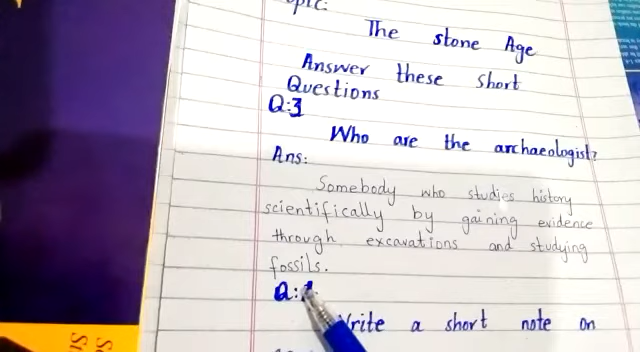 The stone Age
Answer these short
Questions
Q:3
Who are the archaeologist?
Ans:
Somebody who studies history
scientifically by gaining evidence
through excavations and studying
fossils.
Q:
Write a short note on